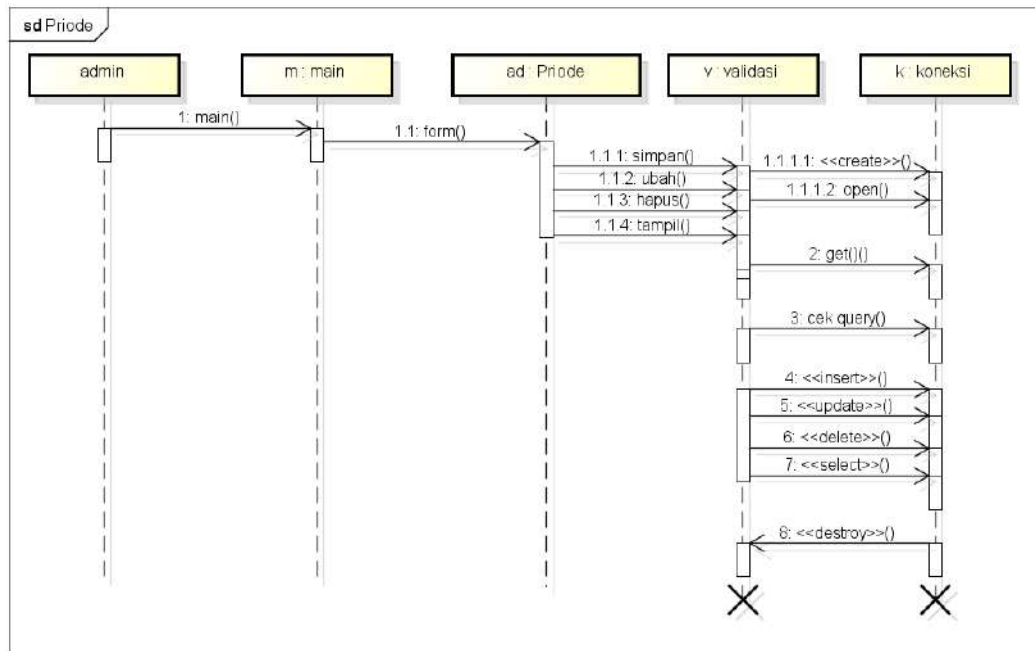 sd Priode
admin
m : main
ad : Priode
v : validasi
k : koneksi
1: main()
1.1: form()
1.1.1: simpan()
1.1.1.1: <<create>>()
1.1.2: ubah()
1.1.1.2: open()
1.1.3: hapus()
1.1.4: tampil()
2: get()()
3: cek query()
4: <<insert>>()
5: <<update>>()
6: <<delete>>()
7: <<select>>()
8: <<destroy>>()